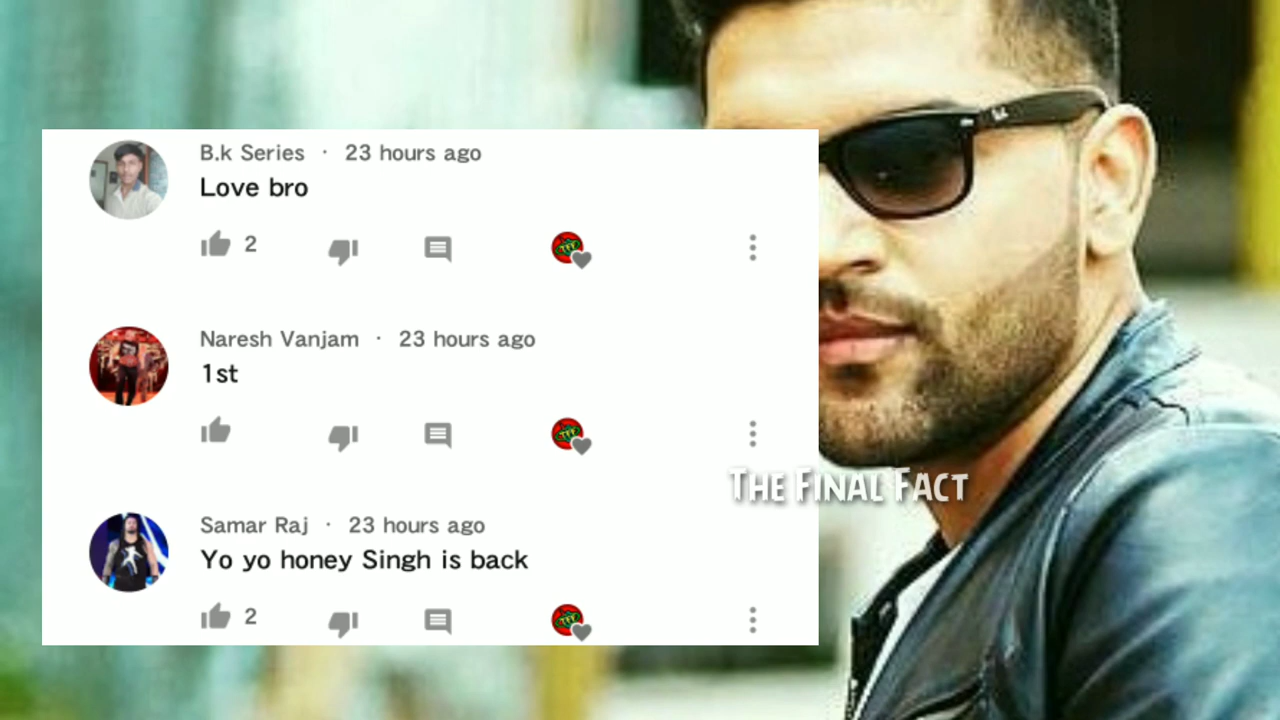 B.k Series · 23 hours ago
Love bro
2
Naresh Vanjam · 23 hours ago
1st
The Final Fact
Samar Raj · 23 hours ago
Yo yo honey Singh is back
2